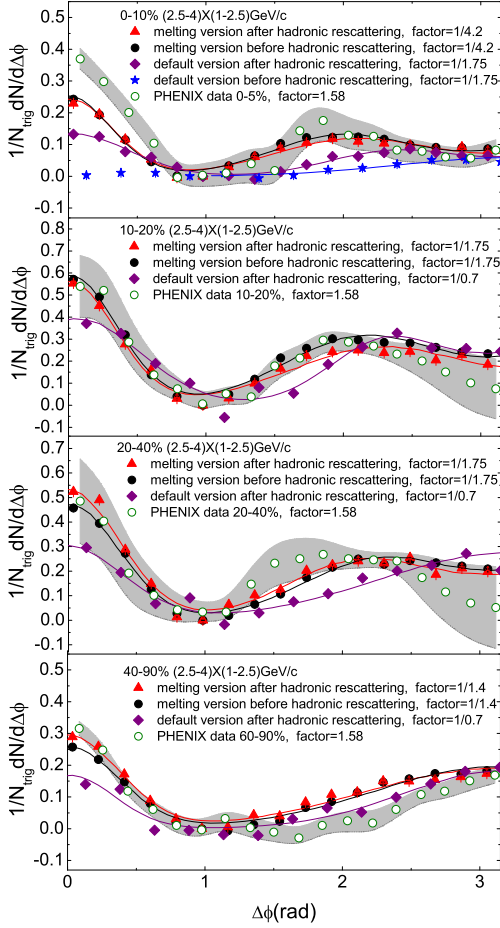 0-10% (2.5-4)X(1-2.5)GeV/c
melting version after hadronic rescattering, factor=1/4.2
melting version before hadronic rescattering, factor=1/4.2
default version after hadronic rescattering, factor=1/1.75
default version before hadronic rescattering, factor=1/1.75
PHENIX data 0-5%, factor=1.58
0.5
0.4
0.3
0.2
0.1
0.0
-0.1
1/N_trig dN/dΔϕ
10-20% (2.5-4)X(1-2.5)GeV/c
melting version after hadronic rescattering, factor=1/1.75
melting version before hadronic rescattering, factor=1/1.75
default version after hadronic rescattering, factor=1/0.7
PHENIX data 10-20%, faxtor=1.58
0.8
0.7
0.6
0.5
0.4
0.3
0.2
0.1
0.0
-0.1
1/N_trig dN/dΔϕ
20-40% (2.5-4)X(1-2.5)GeV/c
melting version after hadronic rescattering, factor=1/1.75
melting version before hadronic rescattering, factor=1/1.75
default version after hadronic rescattering, factor=1/0.7
PHENIX data 20-40%, factor=1.58
0.7
0.6
0.5
0.4
0.3
0.2
0.1
0.0
-0.1
1/N_trig dN/dΔϕ
40-90% (2.5-4)X(1-2.5)GeV/c
melting version after hadronic rescattering, factor=1/1.4
melting version before hadronic rescattering, factor=1/1.4
default version after hadronic rescattering, factor=1/0.7
PHENIX data 60-90%, factor=1.58
0.5
0.4
0.3
0.2
0.1
0.0
-0.1
1/N_trig dN/dΔϕ
0 1 2 3
Δϕ(rad)